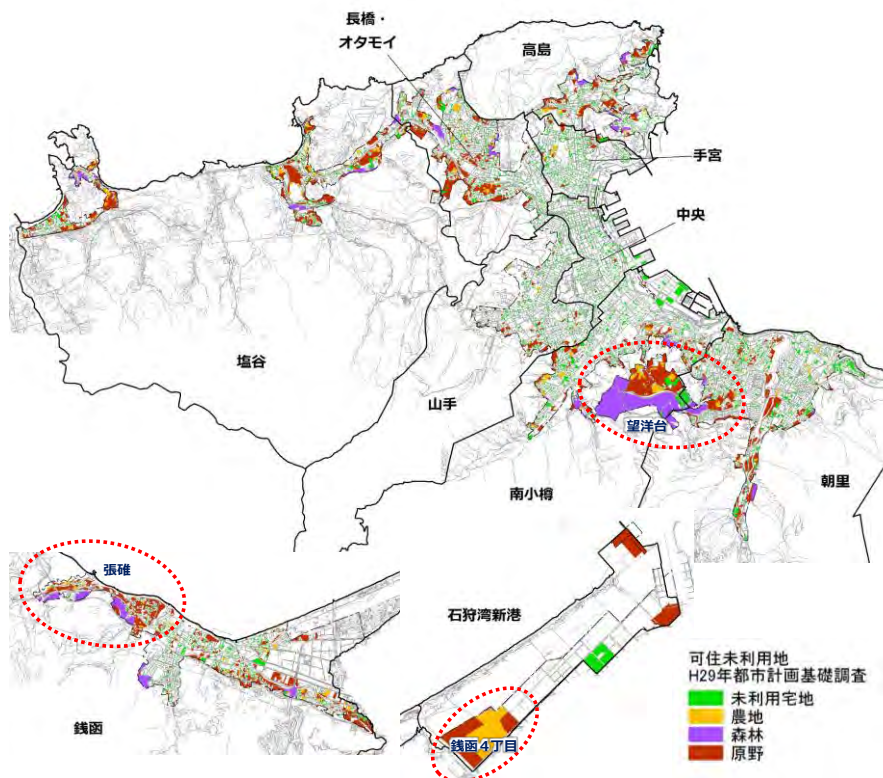 長橋・
オタモイ
高島
手宮
中央
塩谷
山手
望洋台
南小樽
朝里
張碓
銭函
石狩湾新港
銭函4丁目
可住未利用地
H29年都市計画基礎調査
未利用宅地
農地
森林
原野